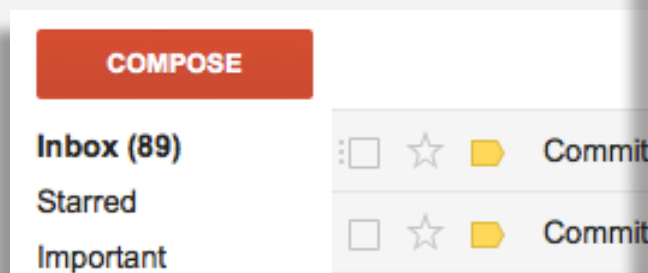 COMPOSE
Inbox (89)
Starred
Important
Commit
Commit